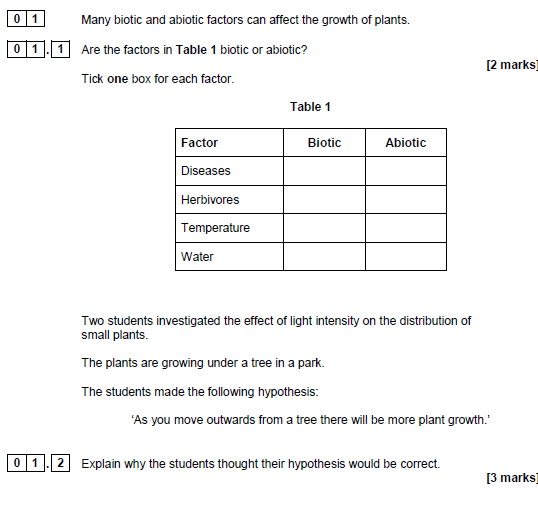 0 1 Many biotic and abiotic factors can affect the growth of plants.
0 1 . 1 Are the factors in Table 1 biotic or abiotic?
[2 marks]
Tick one box for each factor.
Table 1
Factor Biotic Abiotic
Diseases
Herbivores
Temperature
Water
Two students investigated the effect of light intensity on the distribution of
small plants.
The plants are growing under a tree in a park.
The students made the following hypothesis:
‘As you move outwards from a tree there will be more plant growth.’
0 1 . 2 Explain why the students thought their hypothesis would be correct.
[3 marks]